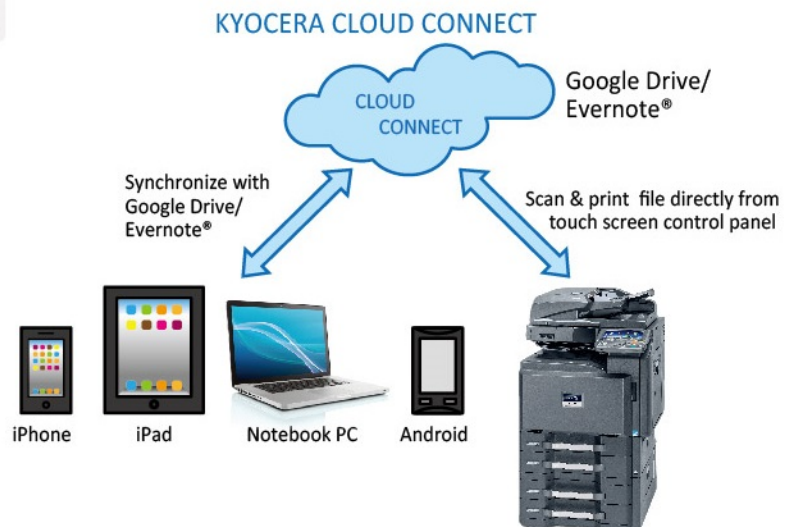 KYOCERA CLOUD CONNECT
CLOUD
CONNECT
Google Drive/
Evernote®
Synchronize with
Google Drive/
Evernote®
Scan & print file directly from
touch screen control panel
iPhone
iPad
Notebook PC
Android